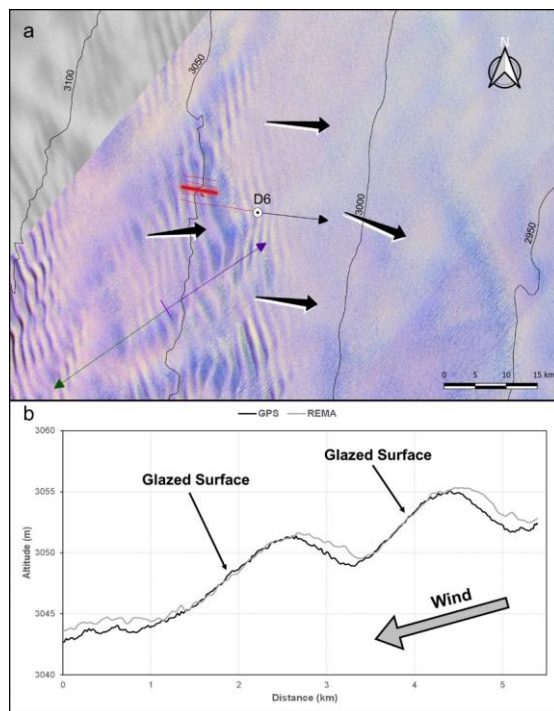 a
N
3100
3050
D6
3000
2950
0 5 10 15 km
b
GPS REMA
3060
3055
3050
3045
3040
Altitude (m)
Glazed Surface
Glazed Surface
Wind
0 1 2 3 4 5 6
Distance (km)